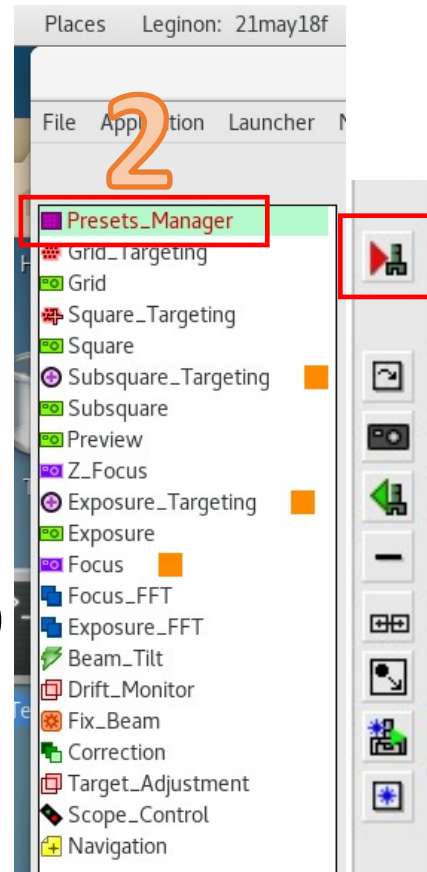 Places Leginon: 21may18f
File Launcher
2
Presets_Manager
Grid_Targeting
Grid
Square_Targeting
Square
Subsquare_Targeting
Subsquare
Preview
Z_Focus
Exposure_Targeting
Exposure
Focus
Focus_FFT
Exposure_FFT
Beam_Tilt
Drift_Monitor
Fix_Beam
Correction
Target_Adjustment
Scope_Control
Navigation